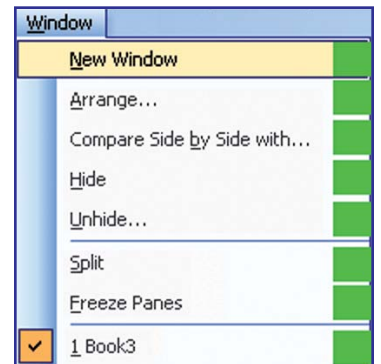 Window
New Window
Arrange...
Compare Side by Side with...
Hide
Unhide...
Split
Freeze Panes
1 Book3